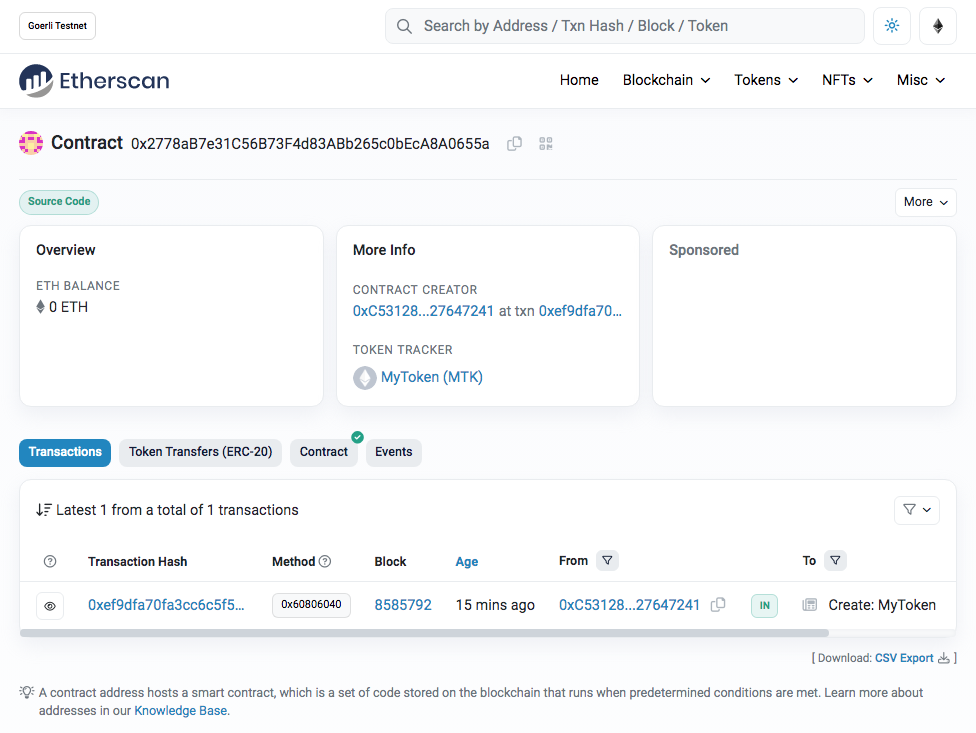 Goerli Testnet
Search by Address / Txn Hash / Block / Token
Etherscan
Home Blockchain Tokens NFTs Misc
Contract 0x2778aB7e31C56B73F4d83ABb265c0bEcA8A0655a
Source Code
More
Overview
ETH BALANCE
0 ETH
More Info
CONTRACT CREATOR
0xC53128...27647241 at txn 0xef9dfa70...
TOKEN TRACKER
MyToken (MTK)
Sponsored
Transactions Token Transfers (ERC-20) Contract Events
Latest 1 from a total of 1 transactions
Transaction Hash Method Block Age From To
0xef9dfa70fa3cc6c5f5... 0x60806040 8585792 15 mins ago 0xC53128...27647241 IN Create: MyToken
[ Download: CSV Export ]
A contract address hosts a smart contract, which is a set of code stored on the blockchain that runs when predetermined conditions are met. Learn more about
addresses in our Knowledge Base.